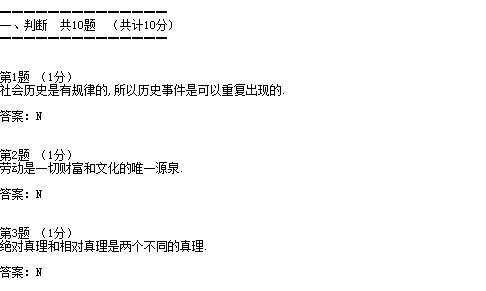 一、判断 共10题 （共计10分）
第1题 （1分）
社会历史是有规律的,所以历史事件是可以重复出现的.
答案：N
第2题 （1分）
劳动是一切财富和文化的唯一源泉.
答案：N
第3题 （1分）
绝对真理和相对真理是两个不同的真理.
答案：N